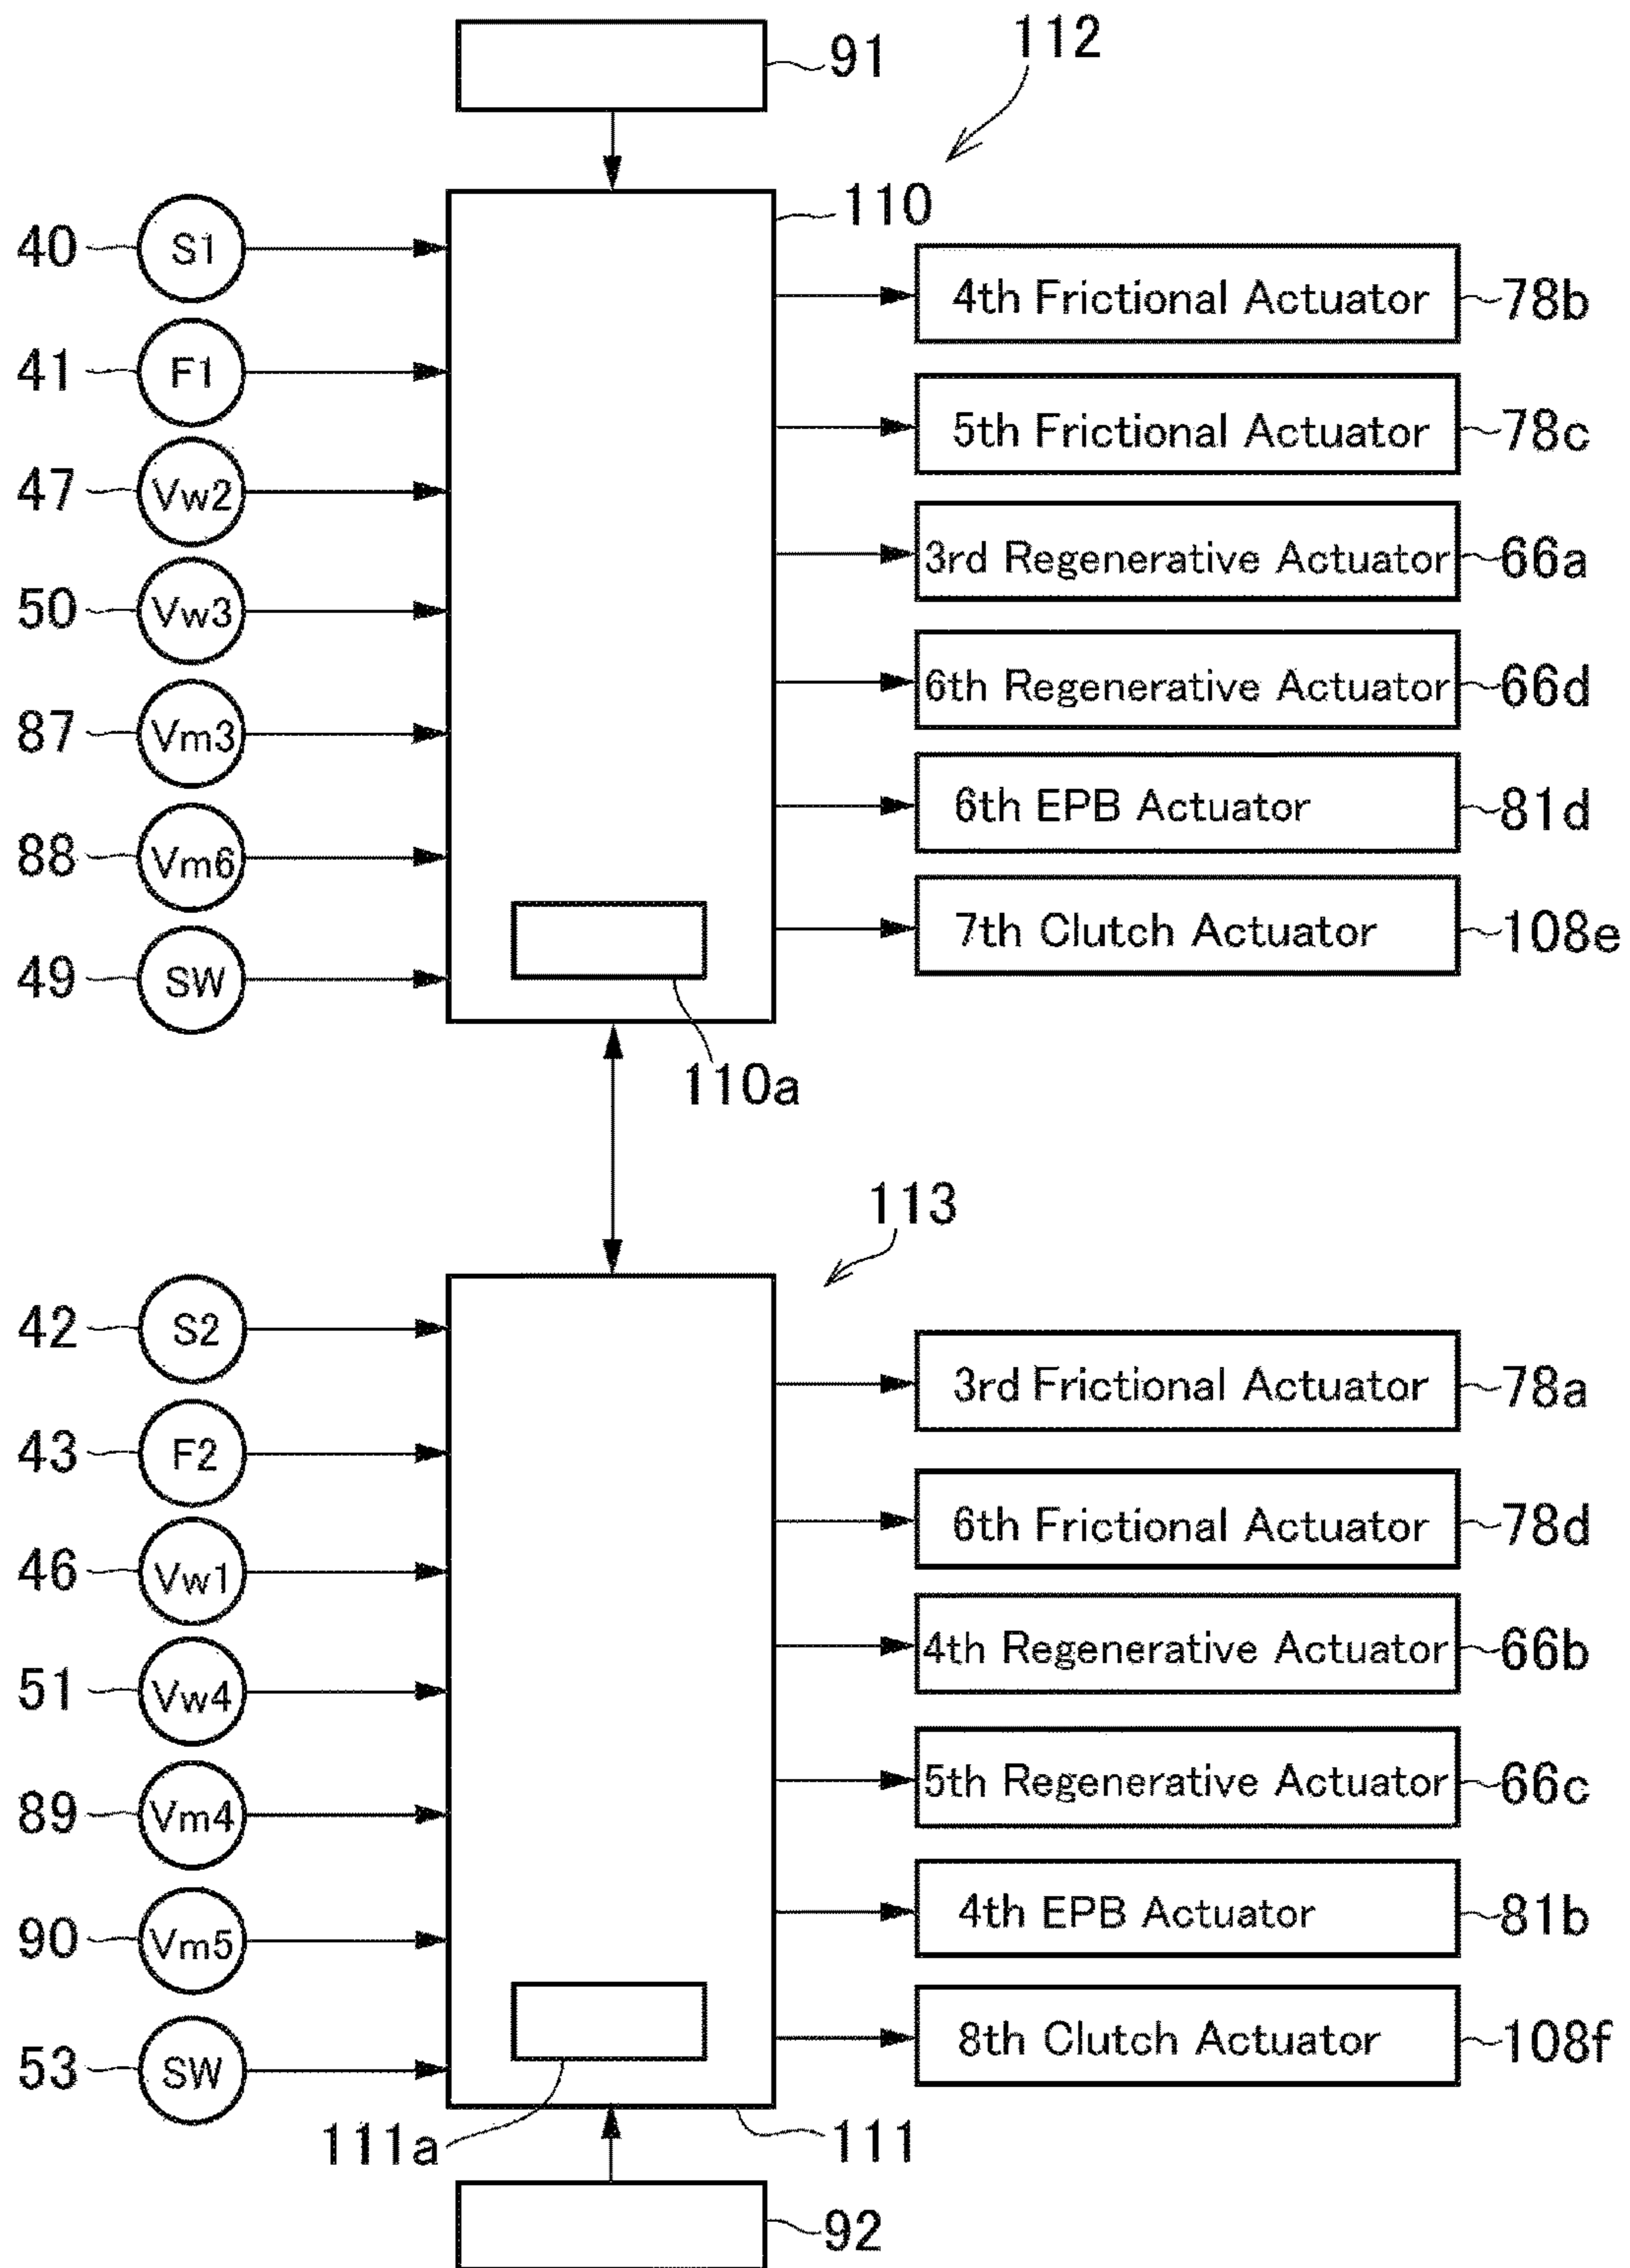 91
112
110
40 S1
4th Frictional Actuator 78b
41 F1
5th Frictional Actuator 78c
47 Vw2
3rd Regenerative Actuator 66a
50 Vw3
6th Regenerative Actuator 66d
87 Vm3
6th EPB Actuator 81d
88 Vm6
7th Clutch Actuator 108e
49 SW
110a
113
42 S2
3rd Frictional Actuator 78a
43 F2
6th Frictional Actuator 78d
46 Vw1
4th Regenerative Actuator 66b
51 Vw4
5th Regenerative Actuator 66c
89 Vm4
4th EPB Actuator 81b
90 Vm5
8th Clutch Actuator 108f
53 SW
111a
111
92